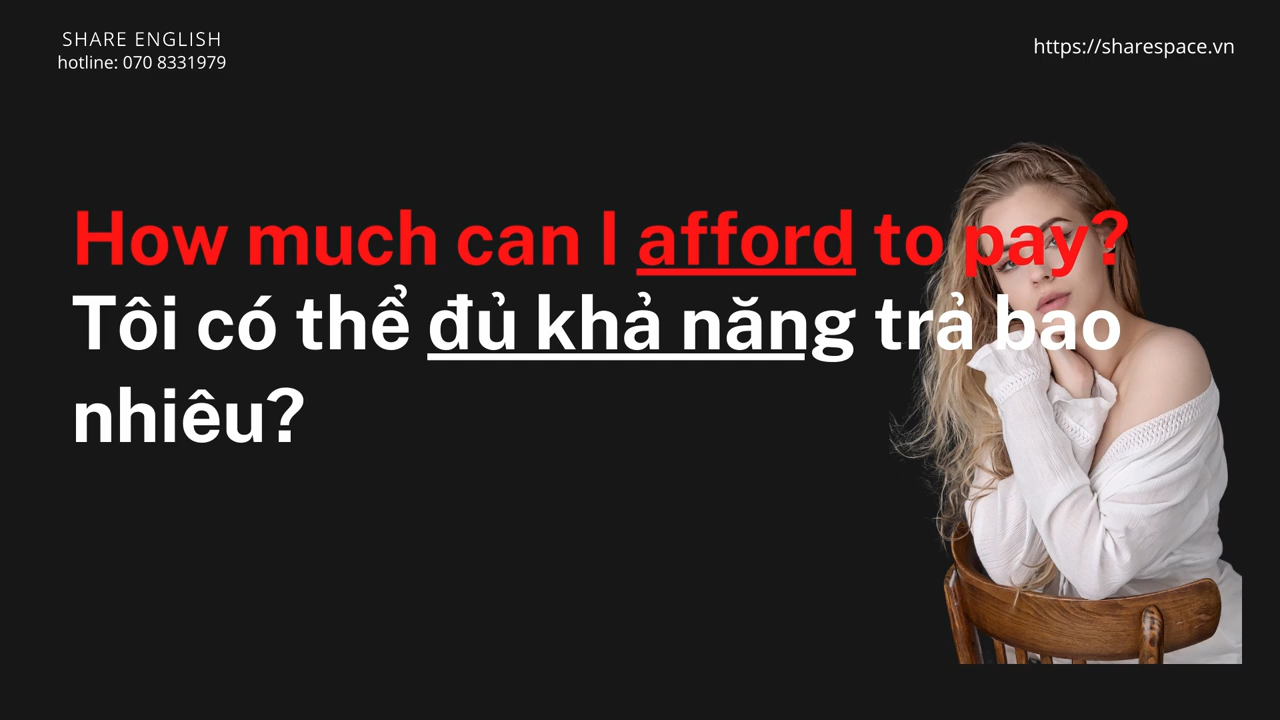 SHARE ENGLISH
hotline: 070 8331979
https://sharespace.vn
How much can I afford to pay?
Tôi có thể đủ khả năng trả bao
nhiêu?